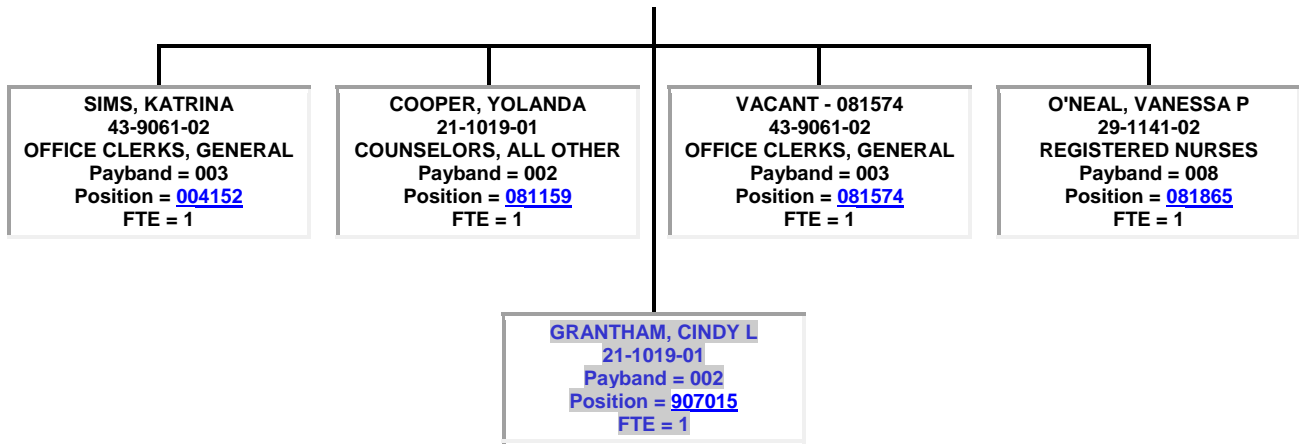 SIMS, KATRINA
43-9061-02
OFFICE CLERKS, GENERAL
Payband = 003
Position = 004152
FTE = 1
COOPER, YOLANDA
21-1019-01
COUNSELORS, ALL OTHER
Payband = 002
Position = 081159
FTE = 1
VACANT - 081574
43-9061-02
OFFICE CLERKS, GENERAL
Payband = 003
Position = 081574
FTE = 1
O'NEAL, VANESSA P
29-1141-02
REGISTERED NURSES
Payband = 008
Position = 081865
FTE = 1
GRANTHAM, CINDY L
21-1019-01
Payband = 002
Position = 907015
FTE = 1